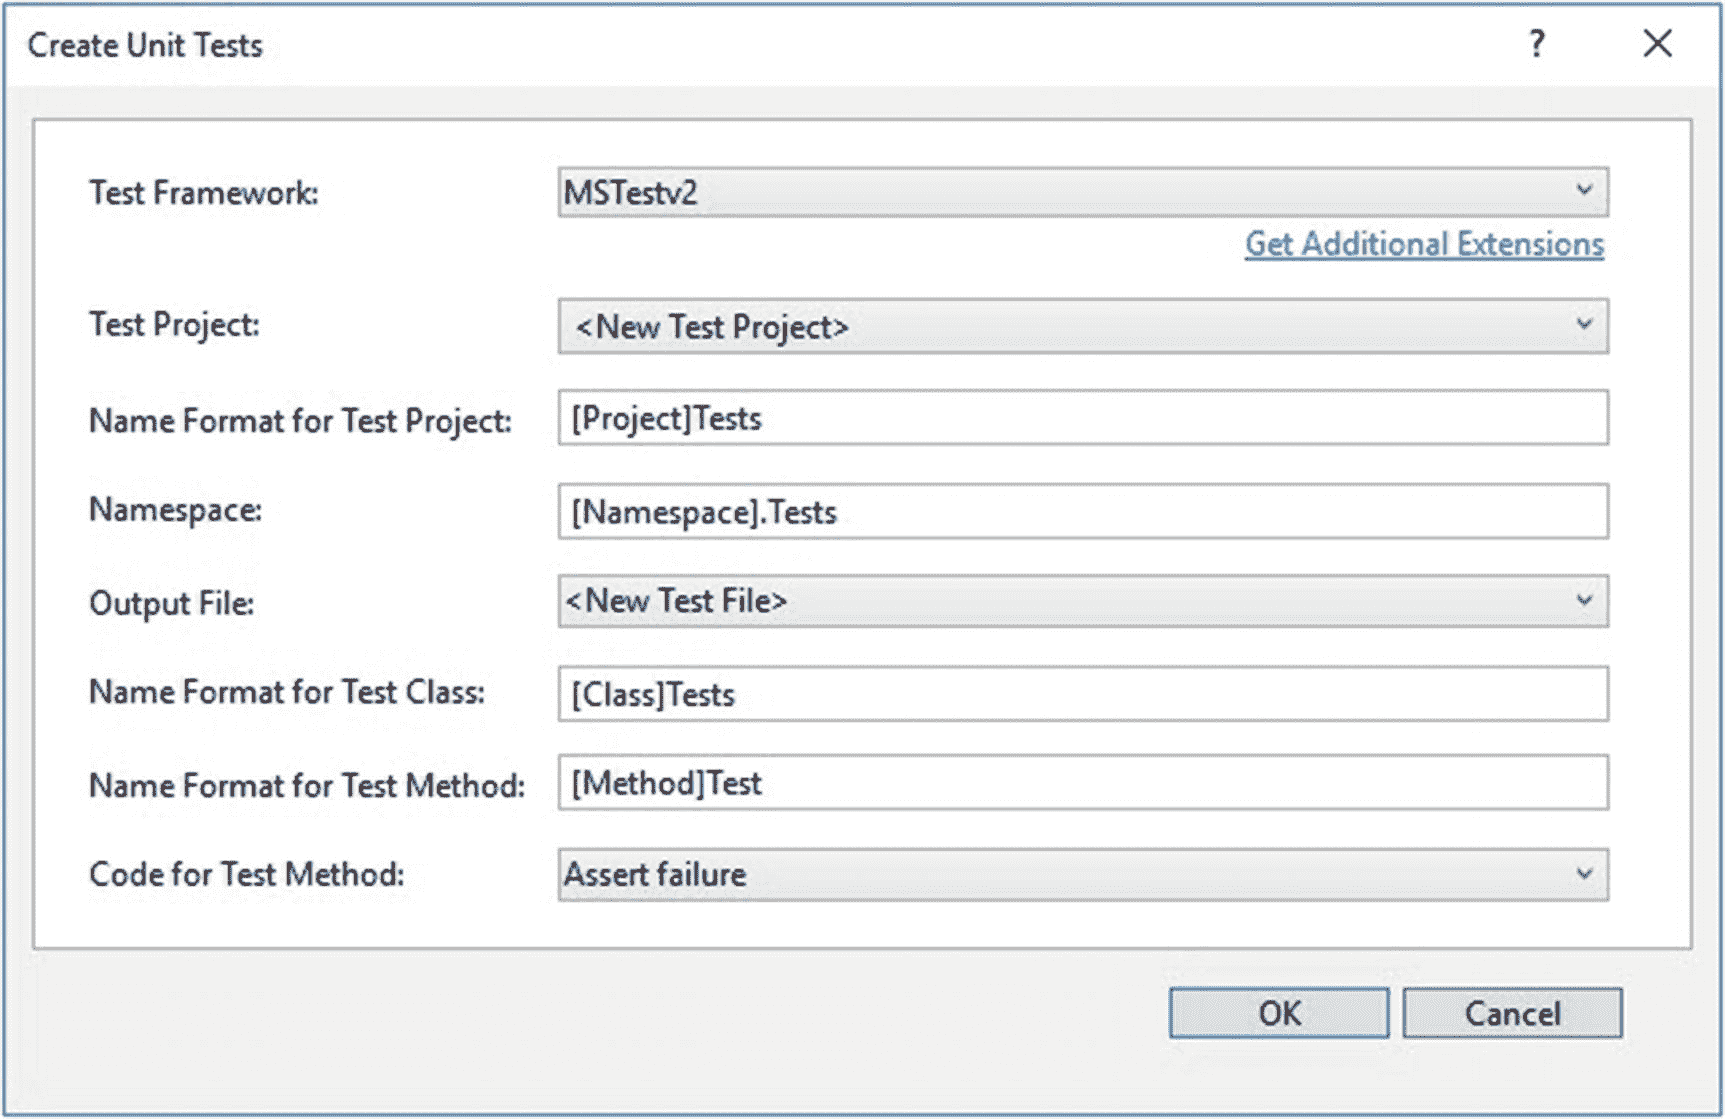 Create Unit Tests ?
Test Framework: MSTestv2
Get Additional Extensions
Test Project: <New Test Project>
Name Format for Test Project: [Project]Tests
Namespace: [Namespace].Tests
Output File: <New Test File>
Name Format for Test Class: [Class]Tests
Name Format for Test Method: [Method]Test
Code for Test Method: Assert failure
OK Cancel